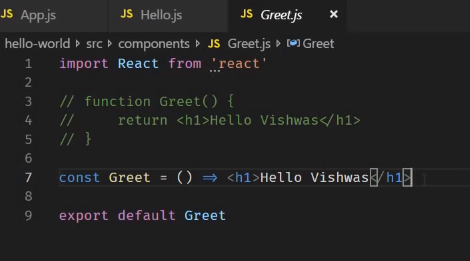 JS App.js JS Hello.js JS Greet.js ×
hello-world > src > components > JS Greet.js > Greet
1 import React from 'react'
2
3 // function Greet() {
4 //     return <h1>Hello Vishwas</h1>
5 // }
6
7 const Greet = () => <h1>Hello Vishwas</h1>
8
9 export default Greet